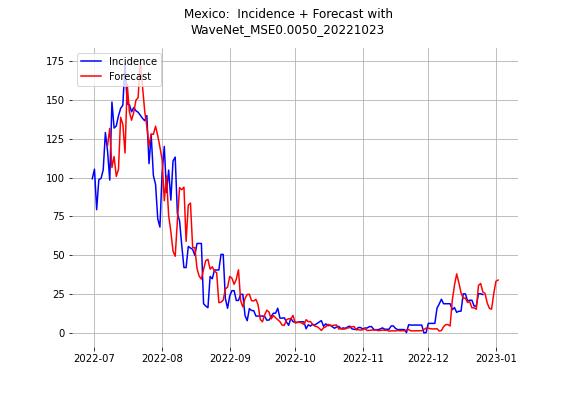 Mexico:  Incidence + Forecast with
WaveNet_MSE0.0050_20221023
Incidence
Forecast
175
150
125
100
75
50
25
0
2022-07 2022-08 2022-09 2022-10 2022-11 2022-12 2023-01